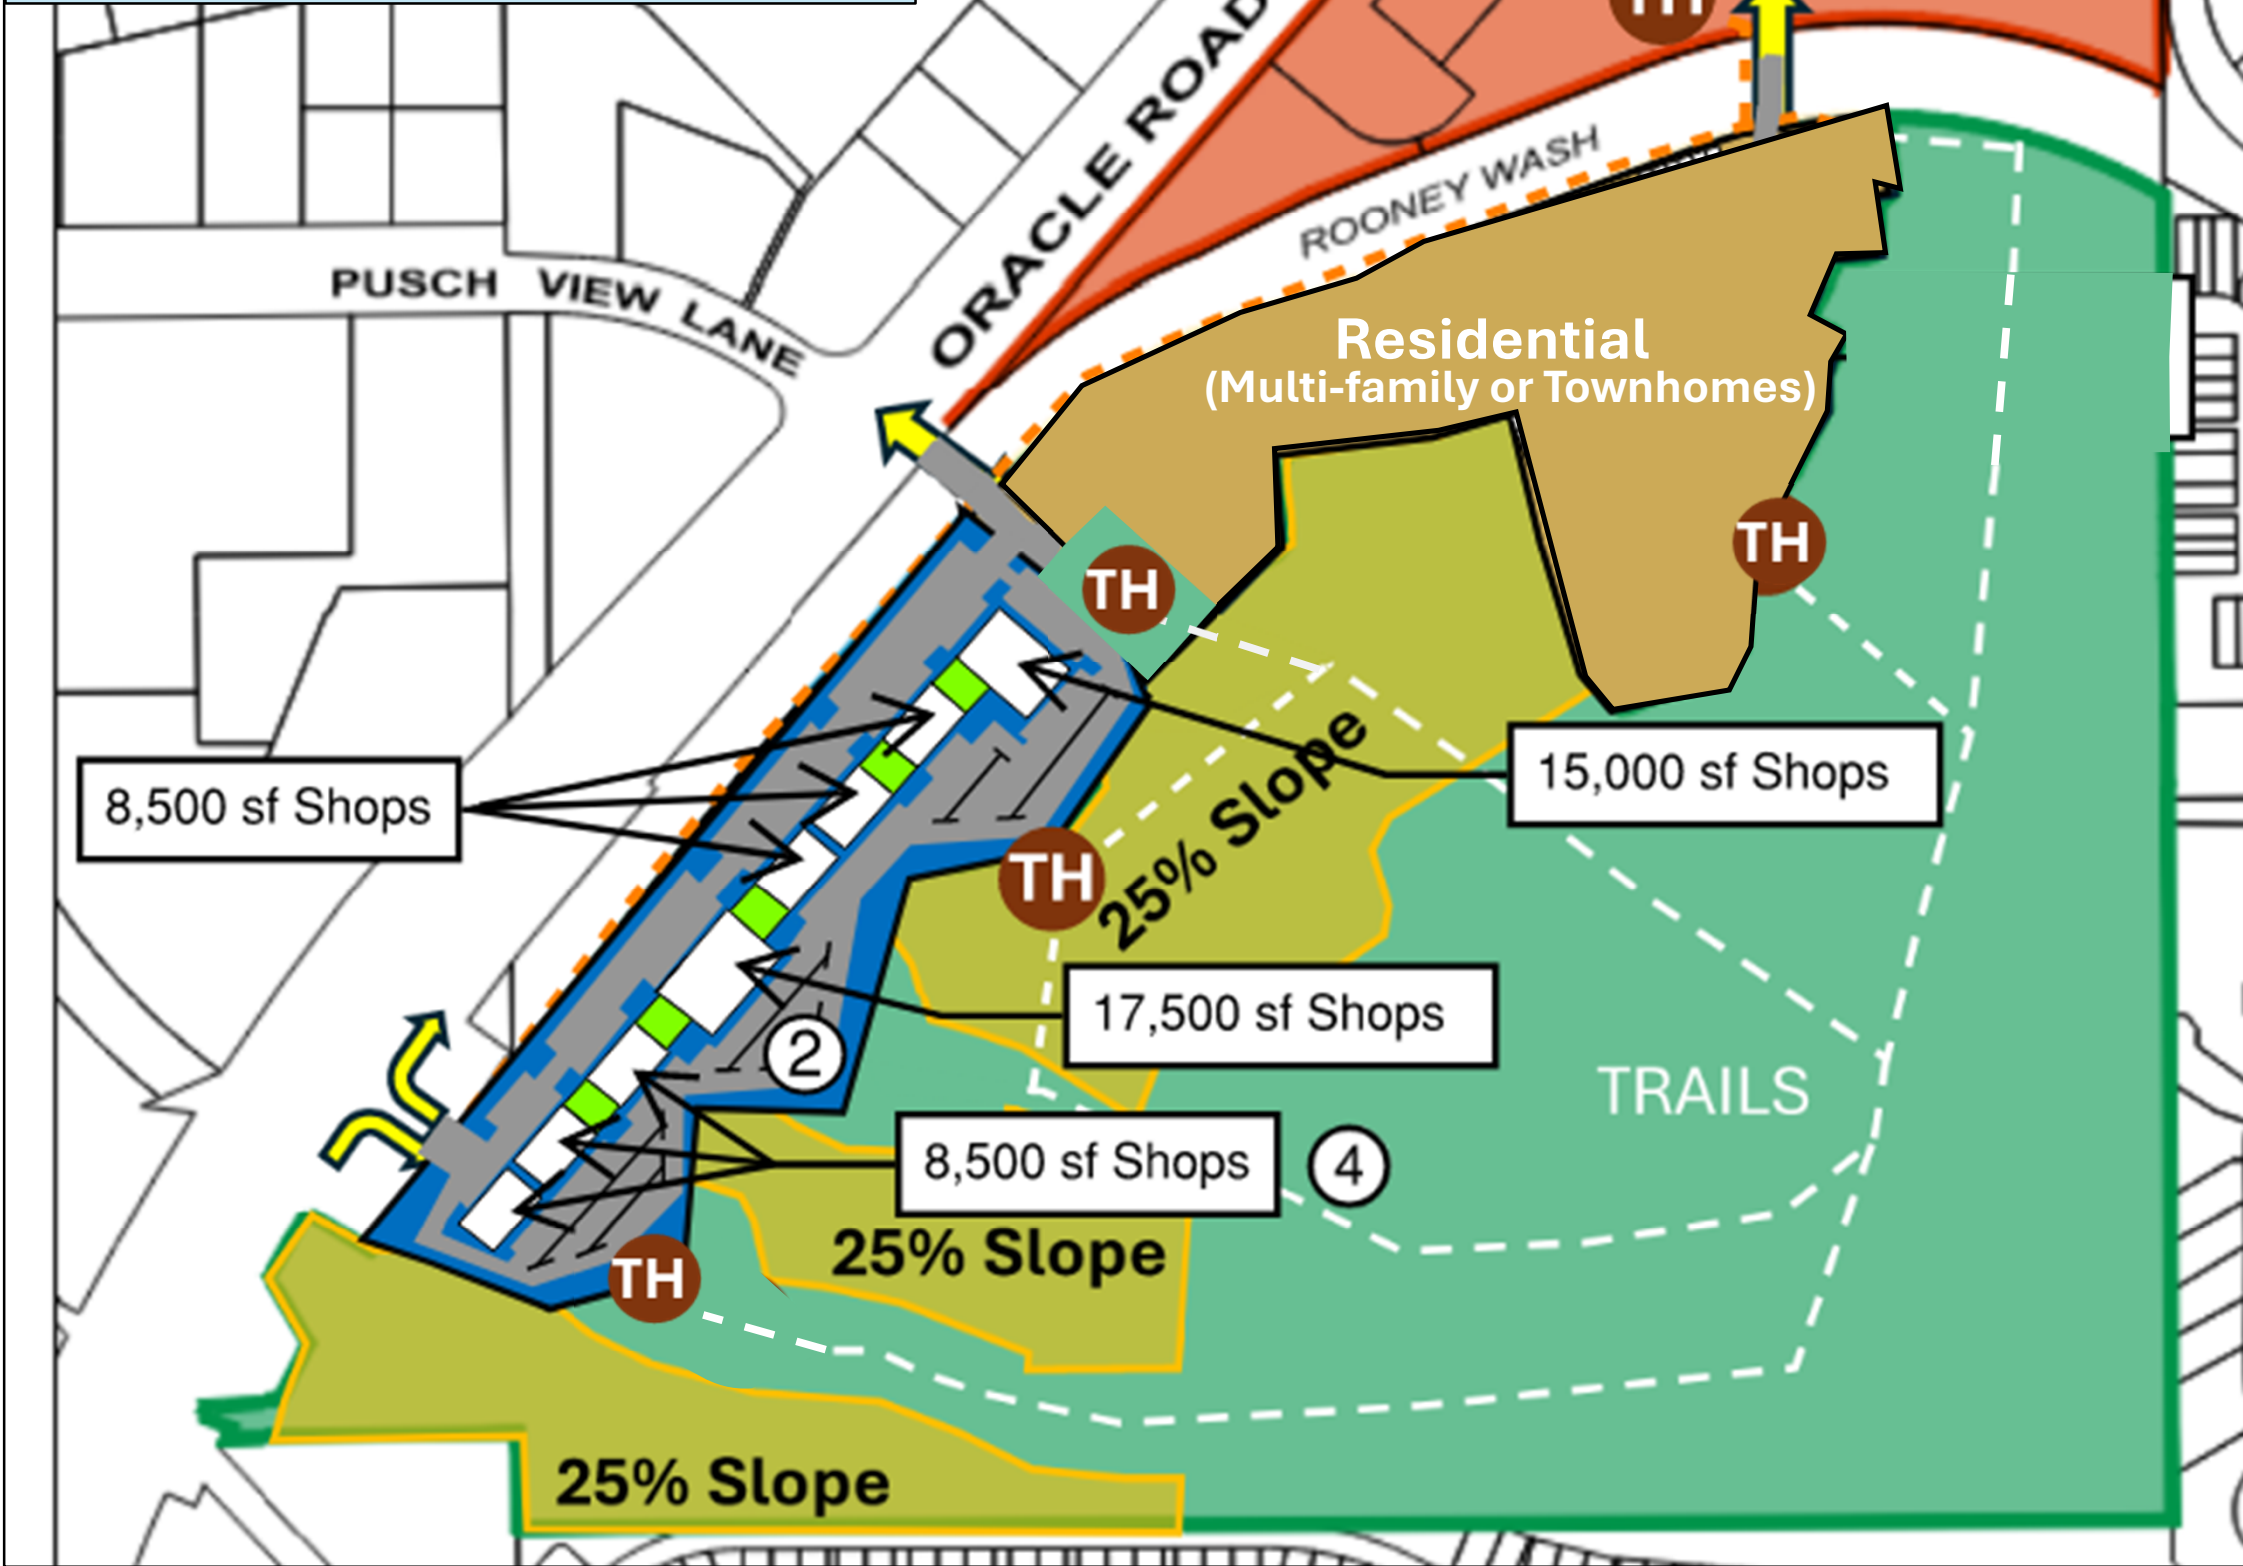 TH
ORACLE ROAD
ROONEY WASH
PUSCH VIEW LANE
Residential
(Multi-family or Townhomes)
TH
TH
8,500 sf Shops
15,000 sf Shops
25% Slope
TH
17,500 sf Shops
2
TRAILS
8,500 sf Shops
4
25% Slope
TH
25% Slope